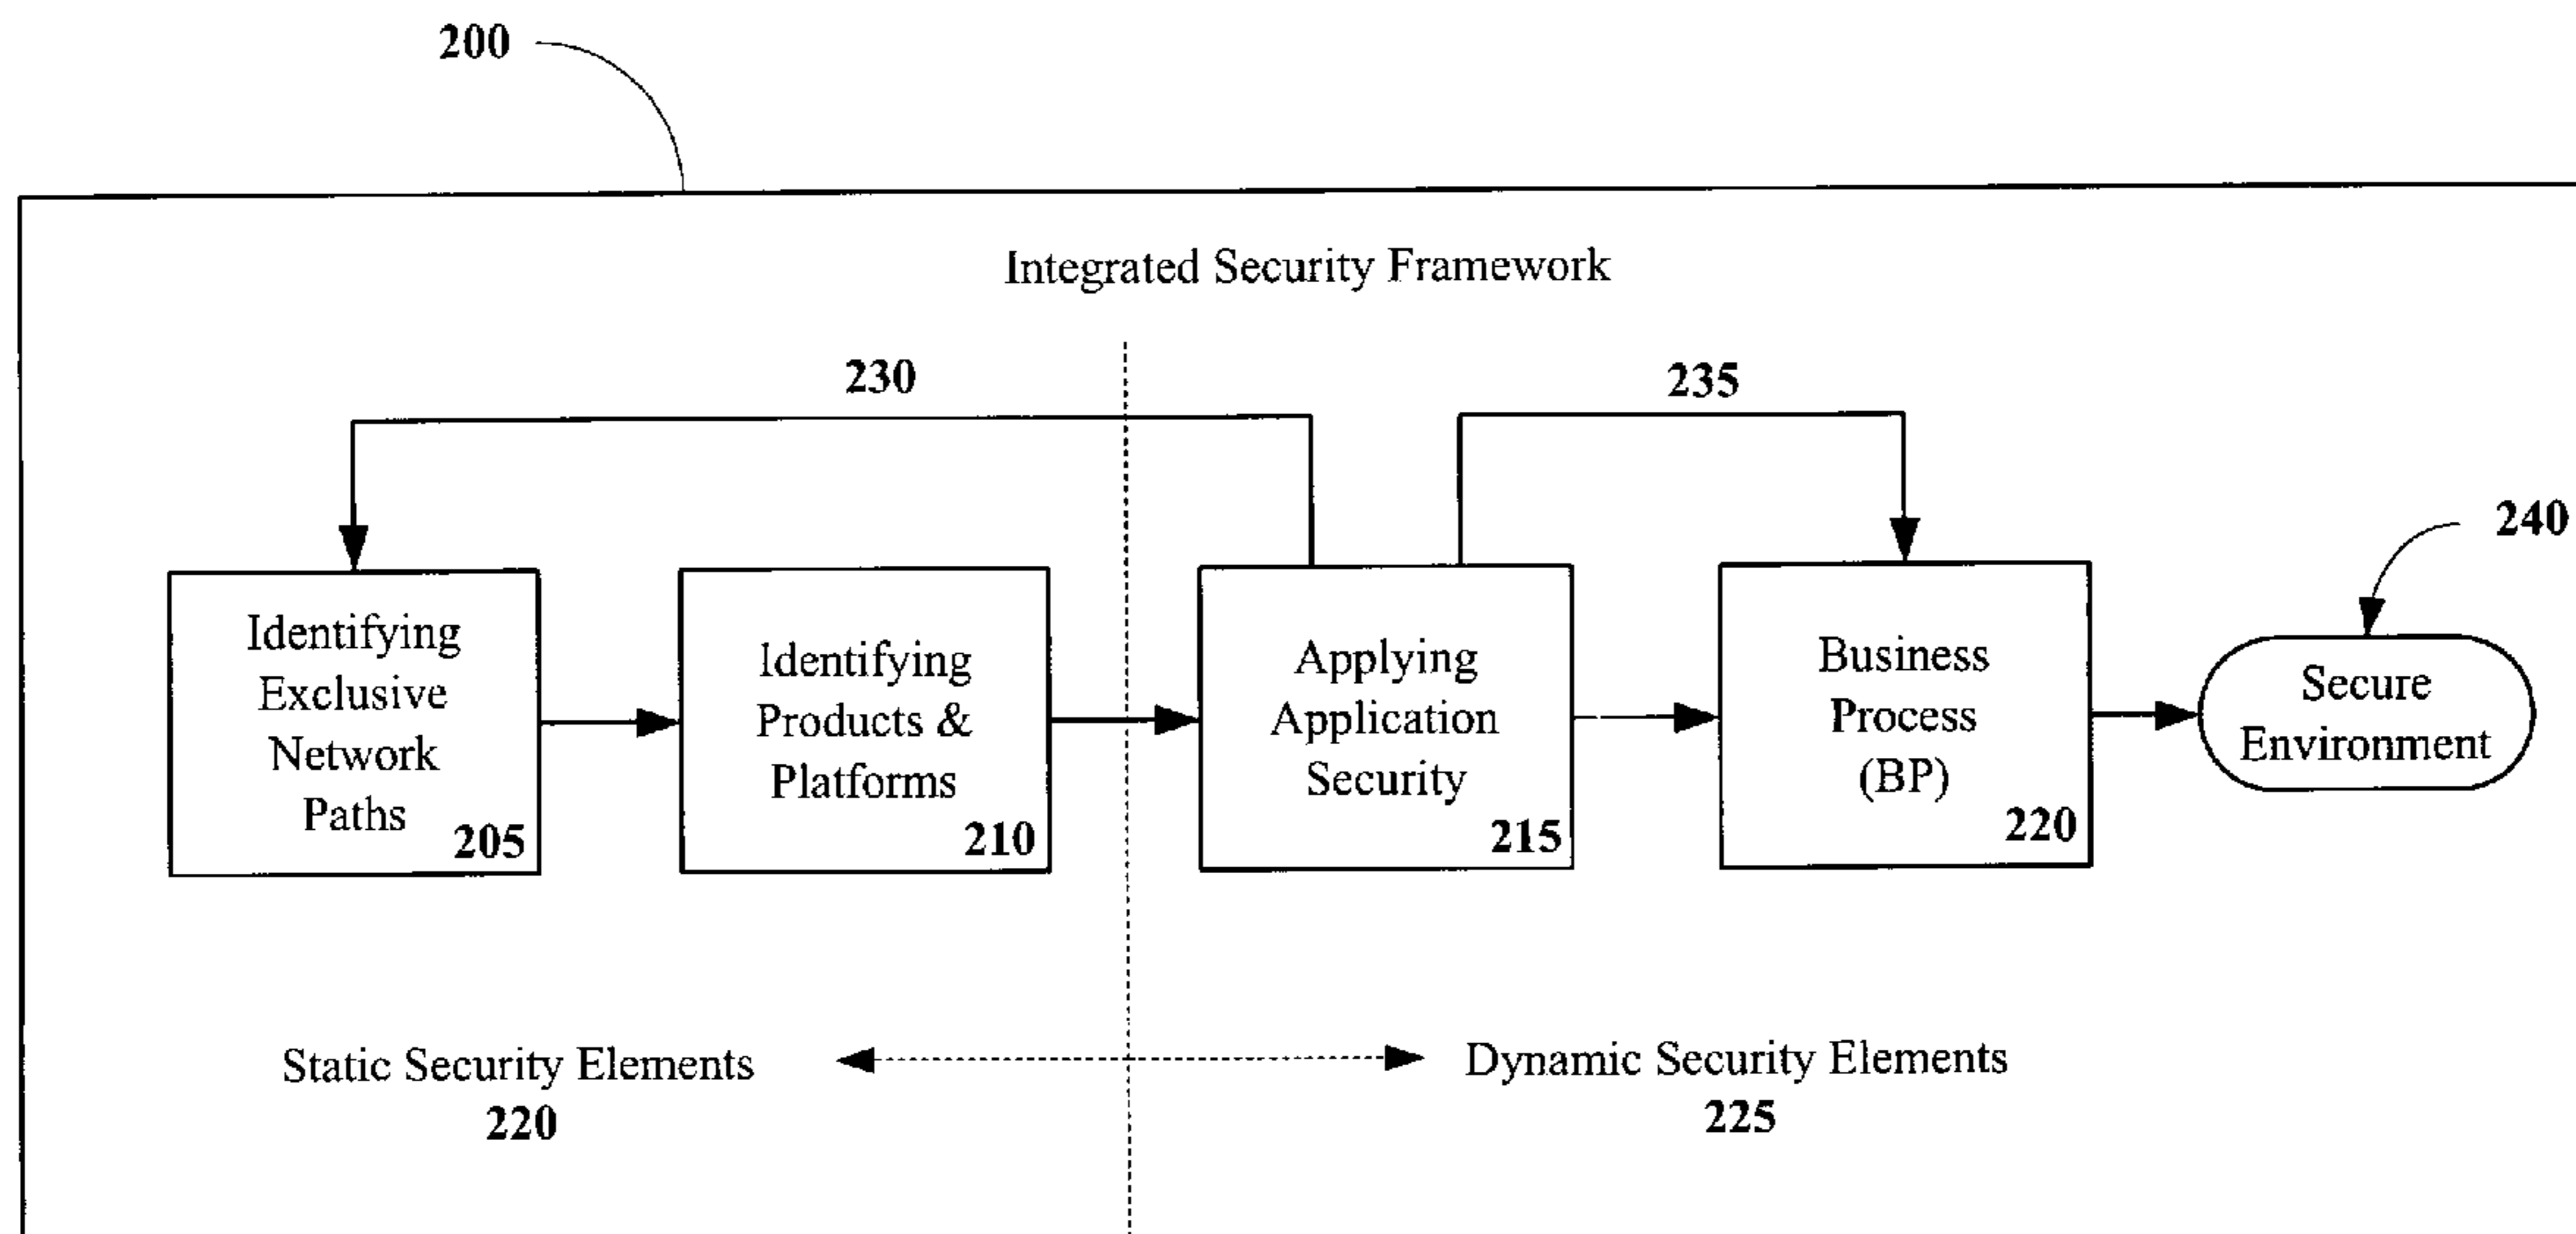 200
Integrated Security Framework
230
235
240
Identifying
Exclusive
Network
Paths
205
Identifying
Products &
Platforms
210
Applying
Application
Security
215
Business
Process
(BP)
220
Secure
Environment
Static Security Elements
220
Dynamic Security Elements
225